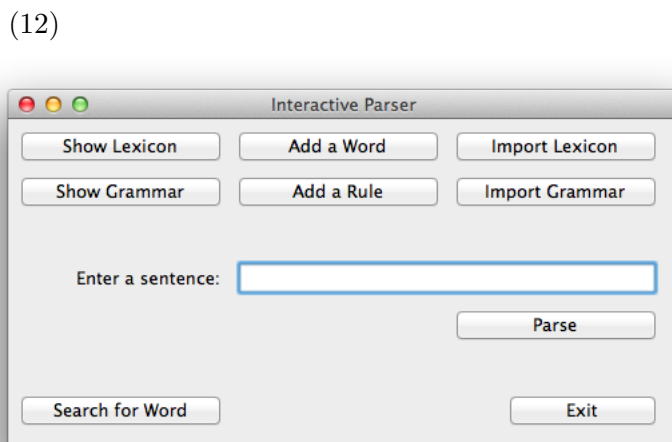 (12)
Interactive Parser
Show Lexicon Add a Word Import Lexicon
Show Grammar Add a Rule Import Grammar
Enter a sentence:
Parse
Search for Word Exit